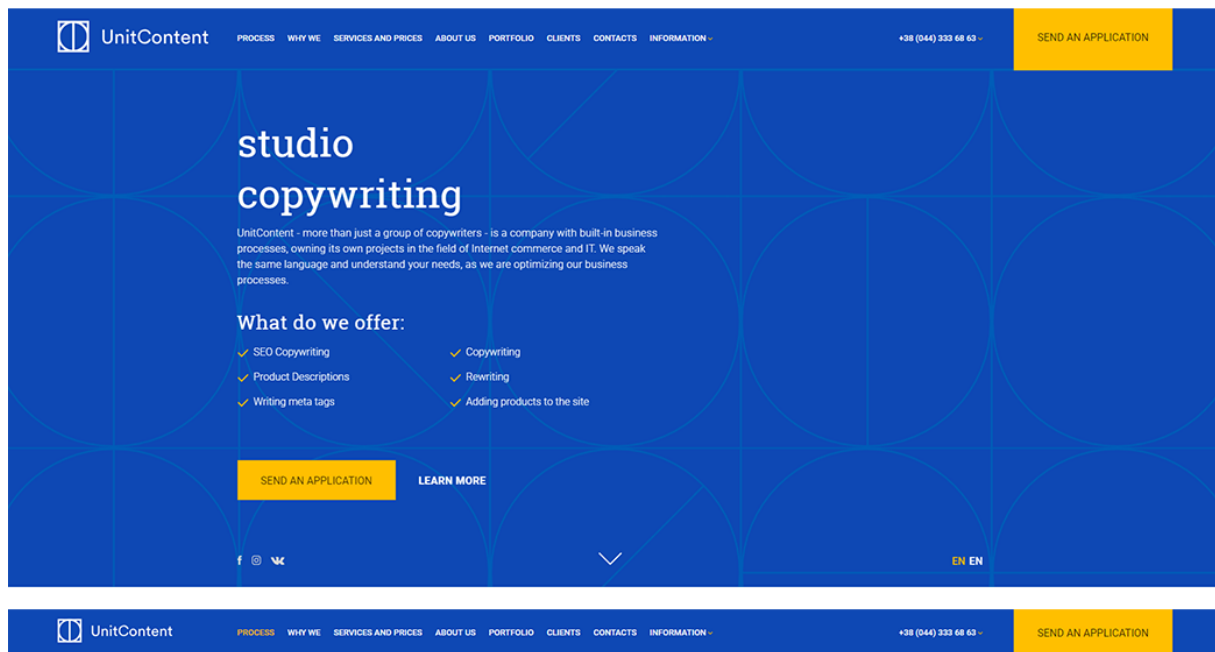 UnitContent PROCESS WHY WE SERVICES AND PRICES ABOUT US PORTFOLIO CLIENTS CONTACTS INFORMATION +38 (044) 333 68 63 SEND AN APPLICATION
studio
copywriting
UnitContent - more than just a group of copywriters - is a company with built-in business
processes, owning its own projects in the field of Internet commerce and IT. We speak
the same language and understand your needs, as we are optimizing our business
processes.
What do we offer:
SEO Copywriting Copywriting
Product Descriptions Rewriting
Writing meta tags Adding products to the site
SEND AN APPLICATION LEARN MORE
EN EN
UnitContent PROCESS WHY WE SERVICES AND PRICES ABOUT US PORTFOLIO CLIENTS CONTACTS INFORMATION +38 (044) 333 68 63 SEND AN APPLICATION